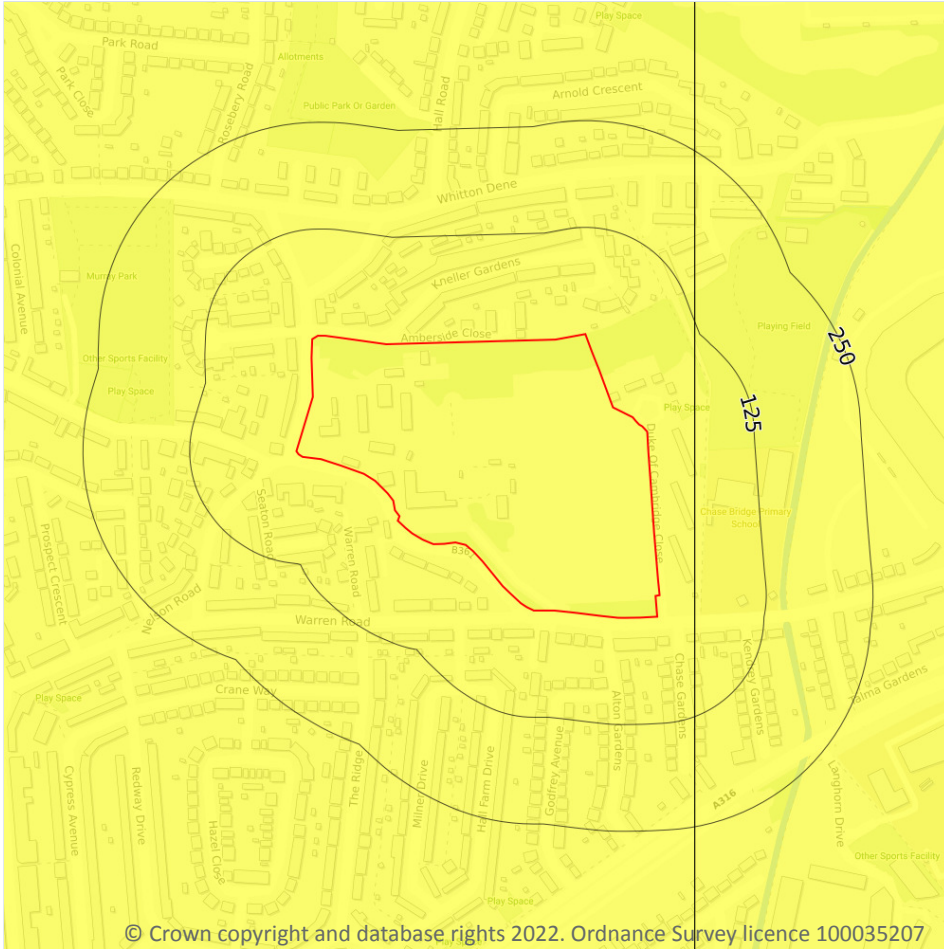 Play Space
Park Road
Allotments
Park Close
Rosebery Road
Hall Road
Arnold Crescent
Public Park Or Garden
Whitton Dene
Colonial Avenue
Murray Park
Kneller Gardens
Playing Field
250
Amberside Close
Other Sports Facility
Play Space
125
Play Space
Duke Of Cambridge Close
Chase Bridge Primary
School
Seaton Road
Warren Road
Prospect Crescent
B361
Nelson Road
Warren Road
Kendrey Gardens
Chase Gardens
Talma Gardens
Crane Way
Play Space
Alton Gardens
Godfrey Avenue
The Ridge
Hall Farm Drive
Milner Drive
Cypress Avenue
Redway Drive
Hazel Close
A316
Langhorn Drive
Other Sports Facility
Play Space
© Crown copyright and database rights 2022. Ordnance Survey licence 100035207